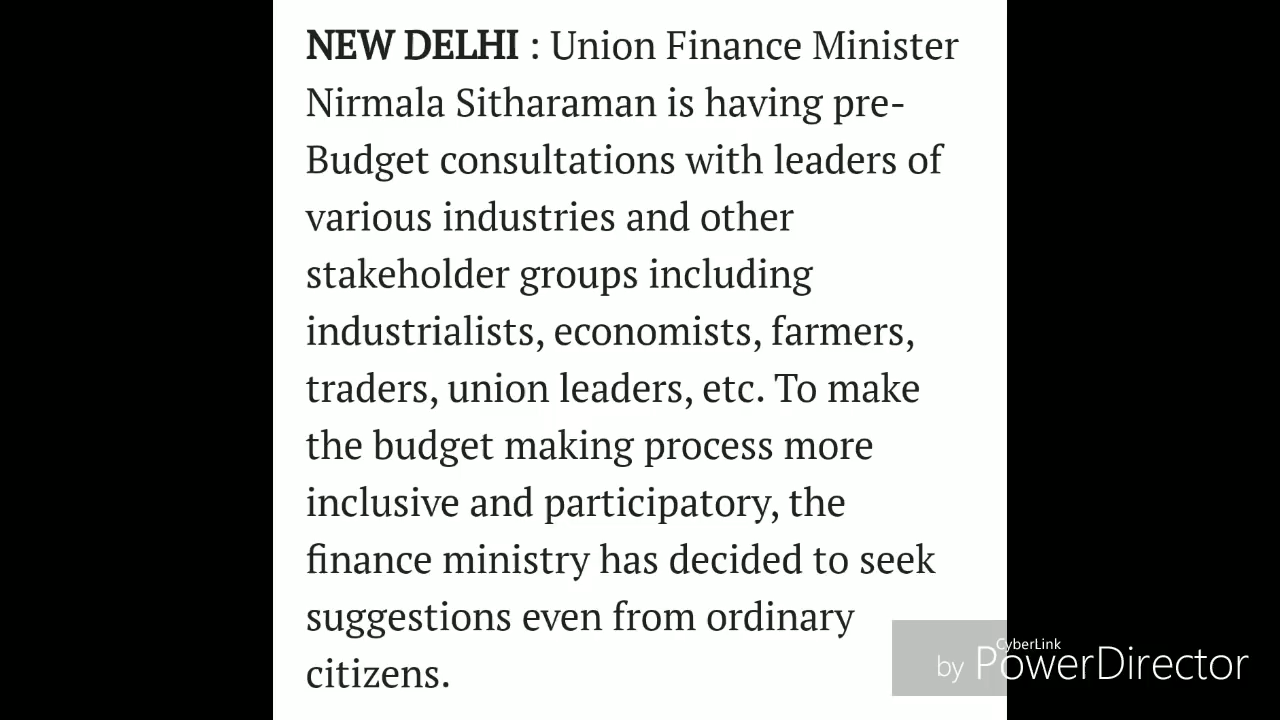 NEW DELHI : Union Finance Minister
Nirmala Sitharaman is having pre-
Budget consultations with leaders of
various industries and other
stakeholder groups including
industrialists, economists, farmers,
traders, union leaders, etc. To make
the budget making process more
inclusive and participatory, the
finance ministry has decided to seek
suggestions even from ordinary
citizens.
CyberLink
by PowerDirector